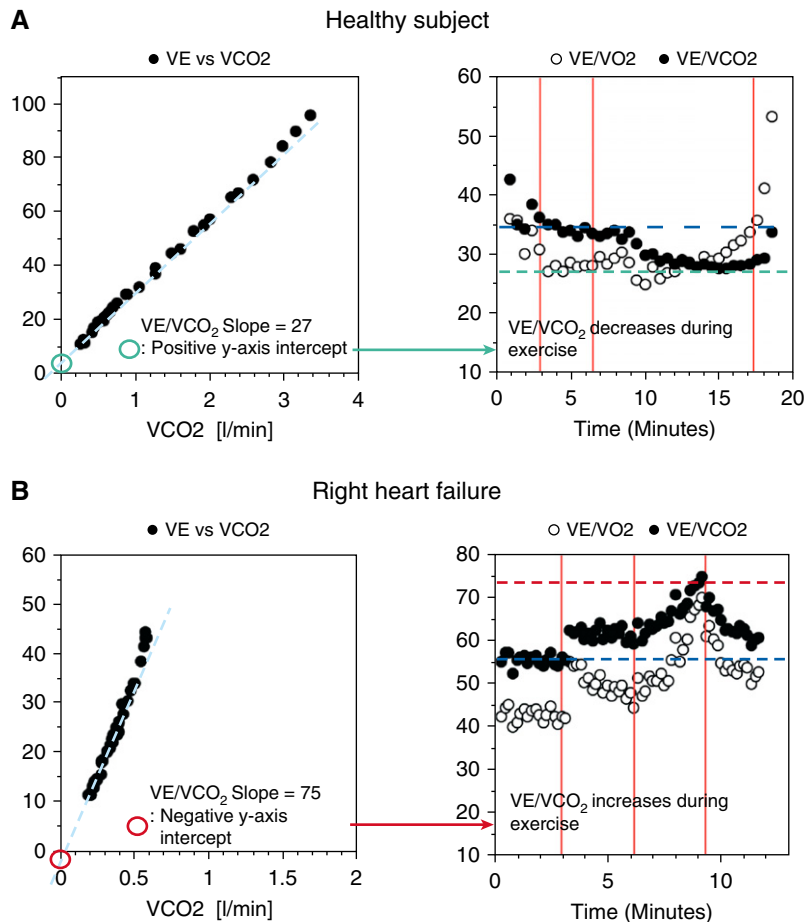 A
Healthy subject
● VE vs VCO2
100
80
60
40
20
0
VE/VCO₂ Slope = 27
: Positive y-axis intercept
0 1 2 3 4
VCO2 [l/min]
○ VE/VO2 ● VE/VCO2
60
50
40
30
20
10
VE/VCO₂ decreases during
exercise
0 5 10 15 20
Time (Minutes)
B
Right heart failure
● VE vs VCO2
60
50
40
30
20
10
0
VE/VCO₂ Slope = 75
: Negative y-axis
intercept
0 0.5 1 1.5 2
VCO2 [l/min]
○ VE/VO2 ● VE/VCO2
80
70
60
50
40
30
20
10
VE/VCO₂ increases during
exercise
0 5 10
Time (Minutes)